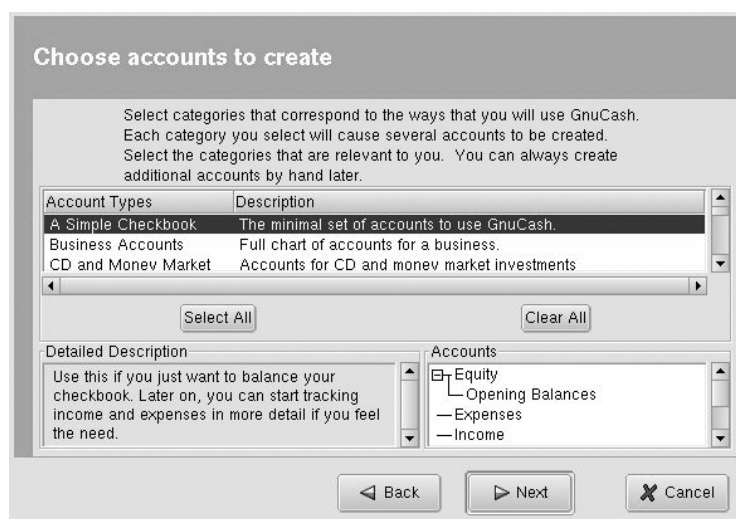 Choose accounts to create
Select categories that correspond to the ways that you will use GnuCash.
Each category you select will cause several accounts to be created.
Select the categories that are relevant to you. You can always create
additional accounts by hand later.
Account Types Description
A Simple Checkbook The minimal set of accounts to use GnuCash.
Business Accounts Full chart of accounts for a business.
CD and Money Market Accounts for CD and money market investments
Select All Clear All
Detailed Description
Use this if you just want to balance your
checkbook. Later on, you can start tracking
income and expenses in more detail if you feel
the need.
Accounts
Equity
Opening Balances
Expenses
Income
Back Next Cancel